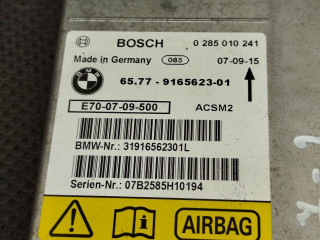 BOSCH 0 285 010 241
Made in Germany 085 07-09-15
BMW
65.77 - 9165623-01
E70-07-09-500 ACSM2
BMW-Nr.: 31916562301L
Serien-Nr.: 07B2585H10194
AIRBAG